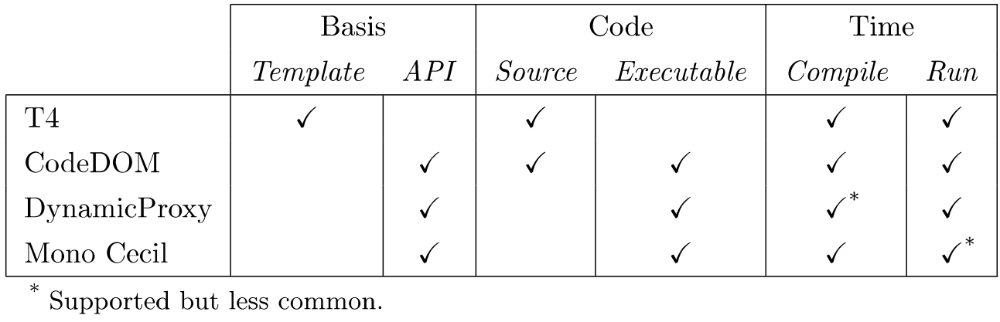 Basis Code Time
Template API Source Executable Compile Run
T4 ✓ ✓ ✓ ✓
CodeDOM ✓ ✓ ✓ ✓ ✓
DynamicProxy ✓ ✓ ✓* ✓
Mono Cecil ✓ ✓ ✓ ✓*
* Supported but less common.